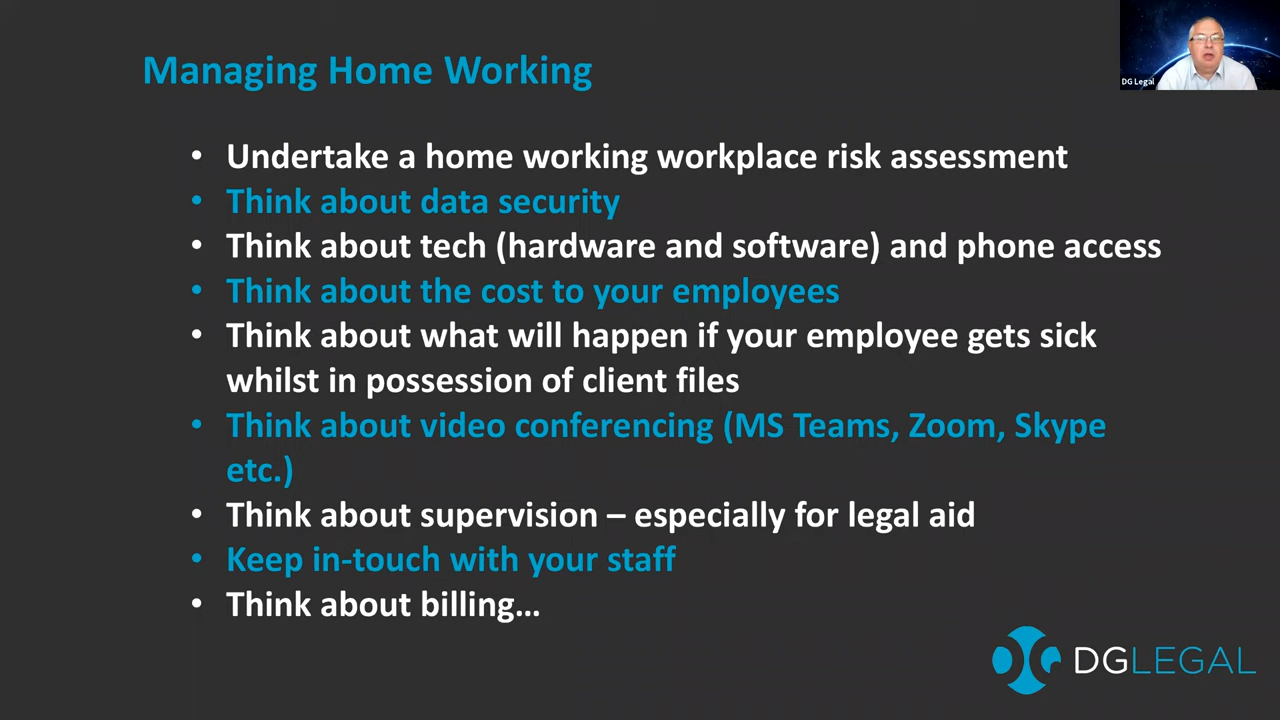 Managing Home Working
DG Legal
• Undertake a home working workplace risk assessment
• Think about data security
• Think about tech (hardware and software) and phone access
• Think about the cost to your employees
• Think about what will happen if your employee gets sick
whilst in possession of client files
• Think about video conferencing (MS Teams, Zoom, Skype
etc.)
• Think about supervision – especially for legal aid
• Keep in-touch with your staff
• Think about billing…
DGLEGAL